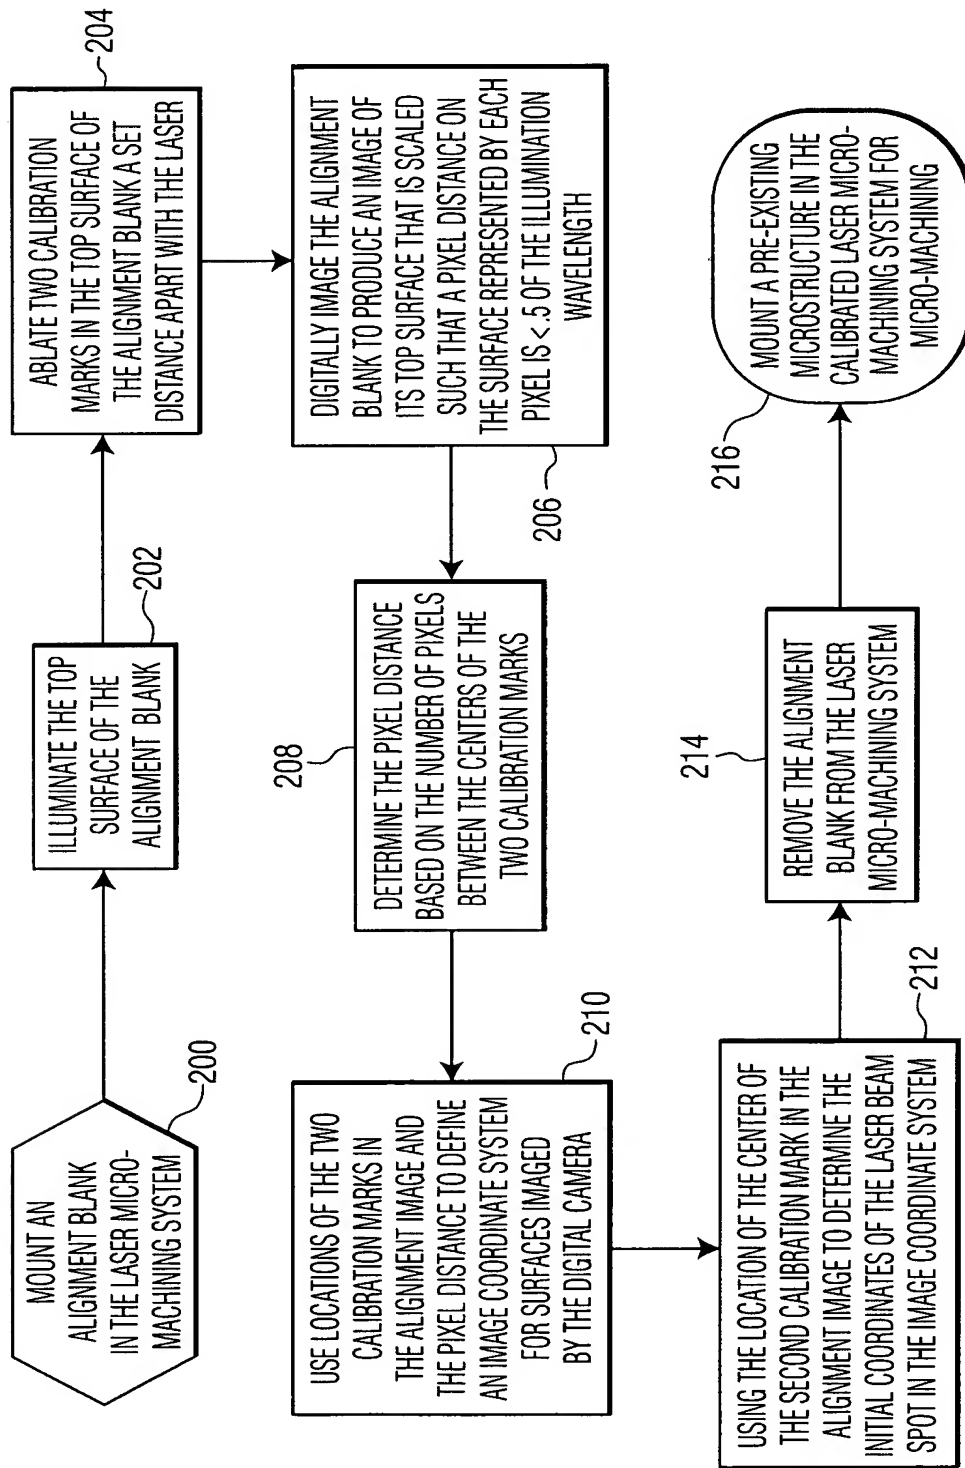 MOUNT AN
ALIGNMENT BLANK
IN THE LASER MICRO-
MACHINING SYSTEM
200
ILLUMINATE THE TOP
SURFACE OF THE
ALIGNMENT BLANK
202
ABLATE TWO CALIBRATION
MARKS IN THE TOP SURFACE OF
THE ALIGNMENT BLANK A SET
DISTANCE APART WITH THE LASER
204
DIGITALLY IMAGE THE ALIGNMENT
BLANK TO PRODUCE AN IMAGE OF
ITS TOP SURFACE THAT IS SCALED
SUCH THAT A PIXEL DISTANCE ON
THE SURFACE REPRESENTED BY EACH
PIXEL IS <.5 OF THE ILLUMINATION
WAVELENGTH
206
DETERMINE THE PIXEL DISTANCE
BASED ON THE NUMBER OF PIXELS
BETWEEN THE CENTERS OF THE
TWO CALIBRATION MARKS
208
USE LOCATIONS OF THE TWO
CALIBRATION MARKS IN
THE ALIGNMENT IMAGE AND
THE PIXEL DISTANCE TO DEFINE
AN IMAGE COORDINATE SYSTEM
FOR SURFACES IMAGED
BY THE DIGITAL CAMERA
210
USING THE LOCATION OF THE CENTER OF
THE SECOND CALIBRATION MARK IN THE
ALIGNMENT IMAGE TO DETERMINE THE
INITIAL COORDINATES OF THE LASER BEAM
SPOT IN THE IMAGE COORDINATE SYSTEM
212
REMOVE THE ALIGNMENT
BLANK FROM THE LASER
MICRO-MACHINING SYSTEM
214
MOUNT A PRE-EXISTING
MICROSTRUCTURE IN THE
CALIBRATED LASER MICRO-
MACHINING SYSTEM FOR
MICRO-MACHINING
216